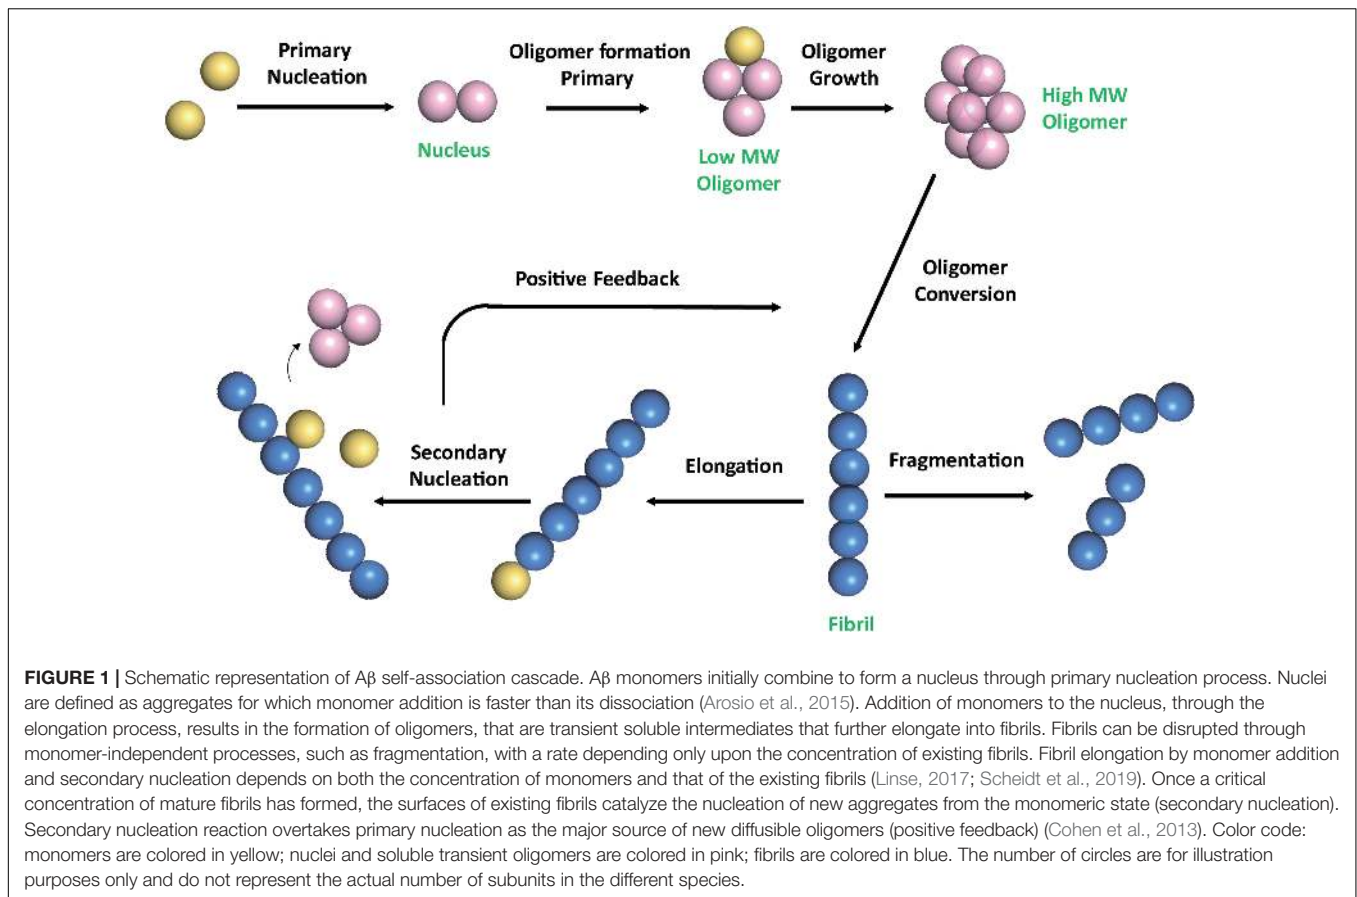 Primary
Nucleation
Nucleus
Oligomer formation
Primary
Low MW
Oligomer
Oligomer
Growth
High MW
Oligomer
Oligomer
Conversion
Positive Feedback
Secondary
Nucleation
Elongation
Fragmentation
Fibril
FIGURE 1 | Schematic representation of Aβ self-association cascade. Aβ monomers initially combine to form a nucleus through primary nucleation process. Nuclei
are defined as aggregates for which monomer addition is faster than its dissociation (Arosio et al., 2015). Addition of monomers to the nucleus, through the
elongation process, results in the formation of oligomers, that are transient soluble intermediates that further elongate into fibrils. Fibrils can be disrupted through
monomer-independent processes, such as fragmentation, with a rate depending only upon the concentration of existing fibrils. Fibril elongation by monomer addition
and secondary nucleation depends on both the concentration of monomers and that of the existing fibrils (Linse, 2017; Scheidt et al., 2019). Once a critical
concentration of mature fibrils has formed, the surfaces of existing fibrils catalyze the nucleation of new aggregates from the monomeric state (secondary nucleation).
Secondary nucleation reaction overtakes primary nucleation as the major source of new diffusible oligomers (positive feedback) (Cohen et al., 2013). Color code:
monomers are colored in yellow; nuclei and soluble transient oligomers are colored in pink; fibrils are colored in blue. The number of circles are for illustration
purposes only and do not represent the actual number of subunits in the different species.